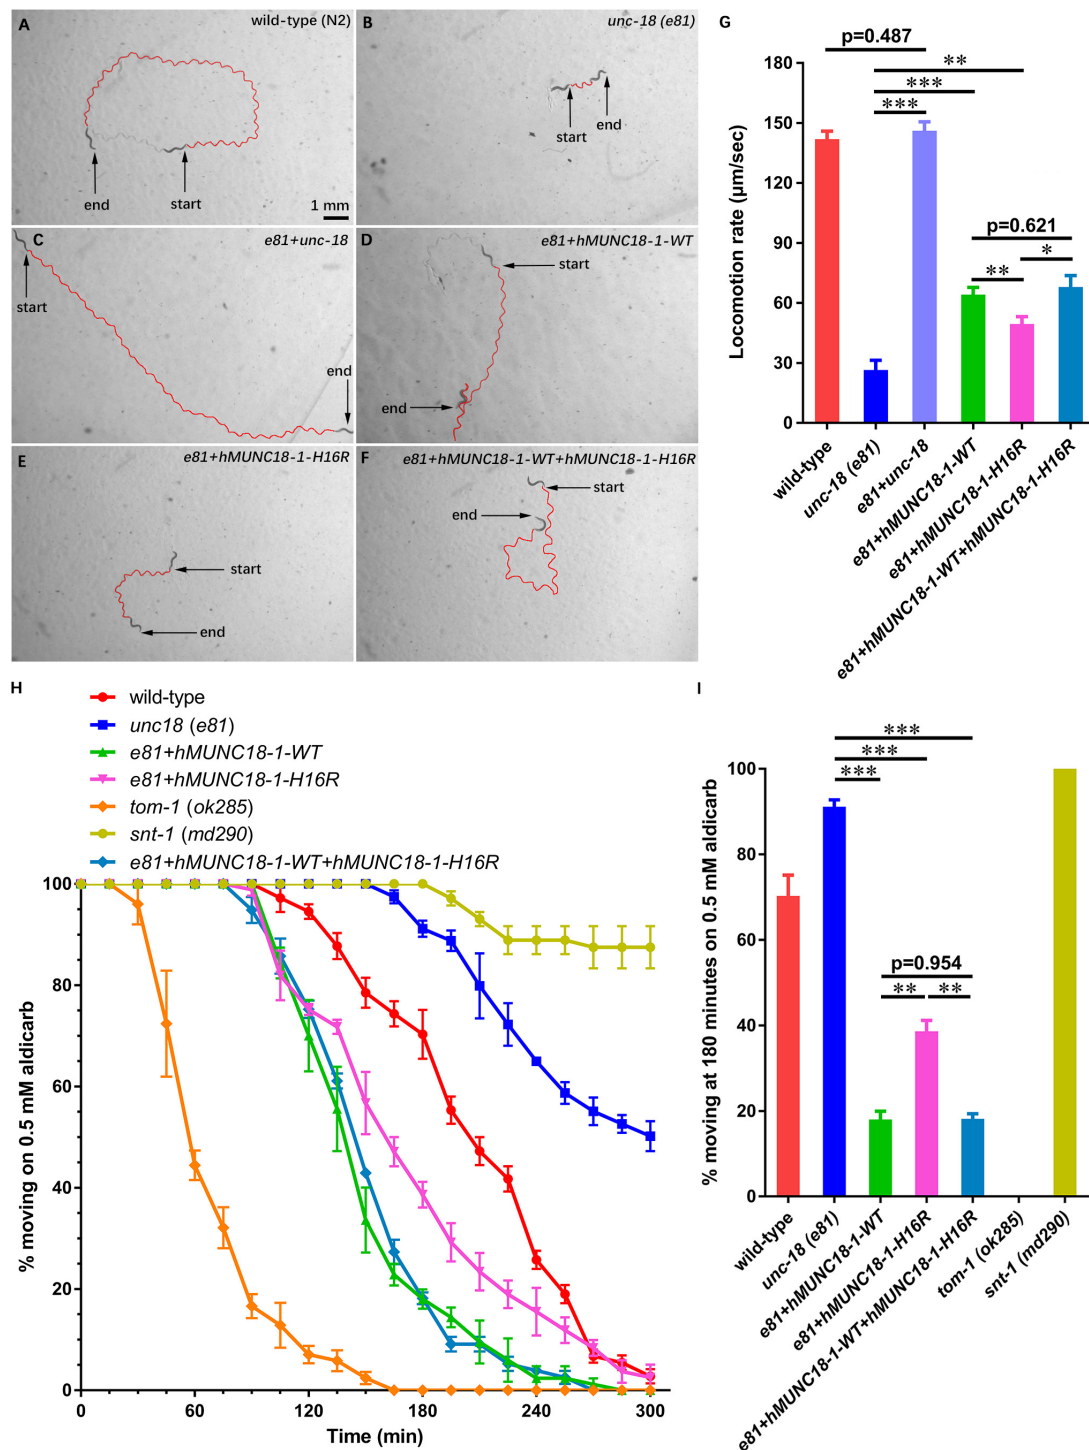 A
wild-type (N2)
end
start
1 mm
B
unc-18 (e81)
start
end
C
e81+unc-18
start
end
D
e81+hMUNC18-1-WT
start
end
E
e81+hMUNC18-1-H16R
start
end
F
e81+hMUNC18-1-WT+hMUNC18-1-H16R
start
end
G
p=0.487
**
***
***
p=0.621
*
**
Locomotion rate (μm/sec)
180
150
120
90
60
30
0
wild-type
unc-18 (e81)
e81+unc-18
e81+hMUNC18-1-WT
e81+hMUNC18-1-H16R
e81+hMUNC18-1-WT+hMUNC18-1-H16R
H
wild-type
unc18 (e81)
e81+hMUNC18-1-WT
e81+hMUNC18-1-H16R
tom-1 (ok285)
snt-1 (md290)
e81+hMUNC18-1-WT+hMUNC18-1-H16R
% moving on 0.5 mM aldicarb
100
80
60
40
20
0
0
60
120
180
240
300
Time (min)
I
***
***
***
p=0.954
**
**
% moving at 180 minutes on 0.5 mM aldicarb
100
80
60
40
20
0
wild-type
unc-18 (e81)
e81+hMUNC18-1-WT
e81+hMUNC18-1-H16R
e81+hMUNC18-1-WT+hMUNC18-1-H16R
tom-1 (ok285)
snt-1 (md290)